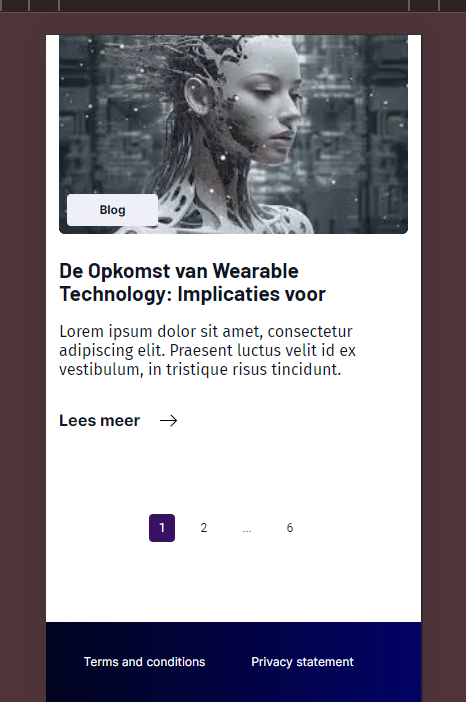 Blog
De Opkomst van Wearable
Technology: Implicaties voor
Lorem ipsum dolor sit amet, consectetur
adipiscing elit. Praesent luctus velit id ex
vestibulum, in tristique risus tincidunt.
Lees meer →
1 2 ... 6
Terms and conditions Privacy statement